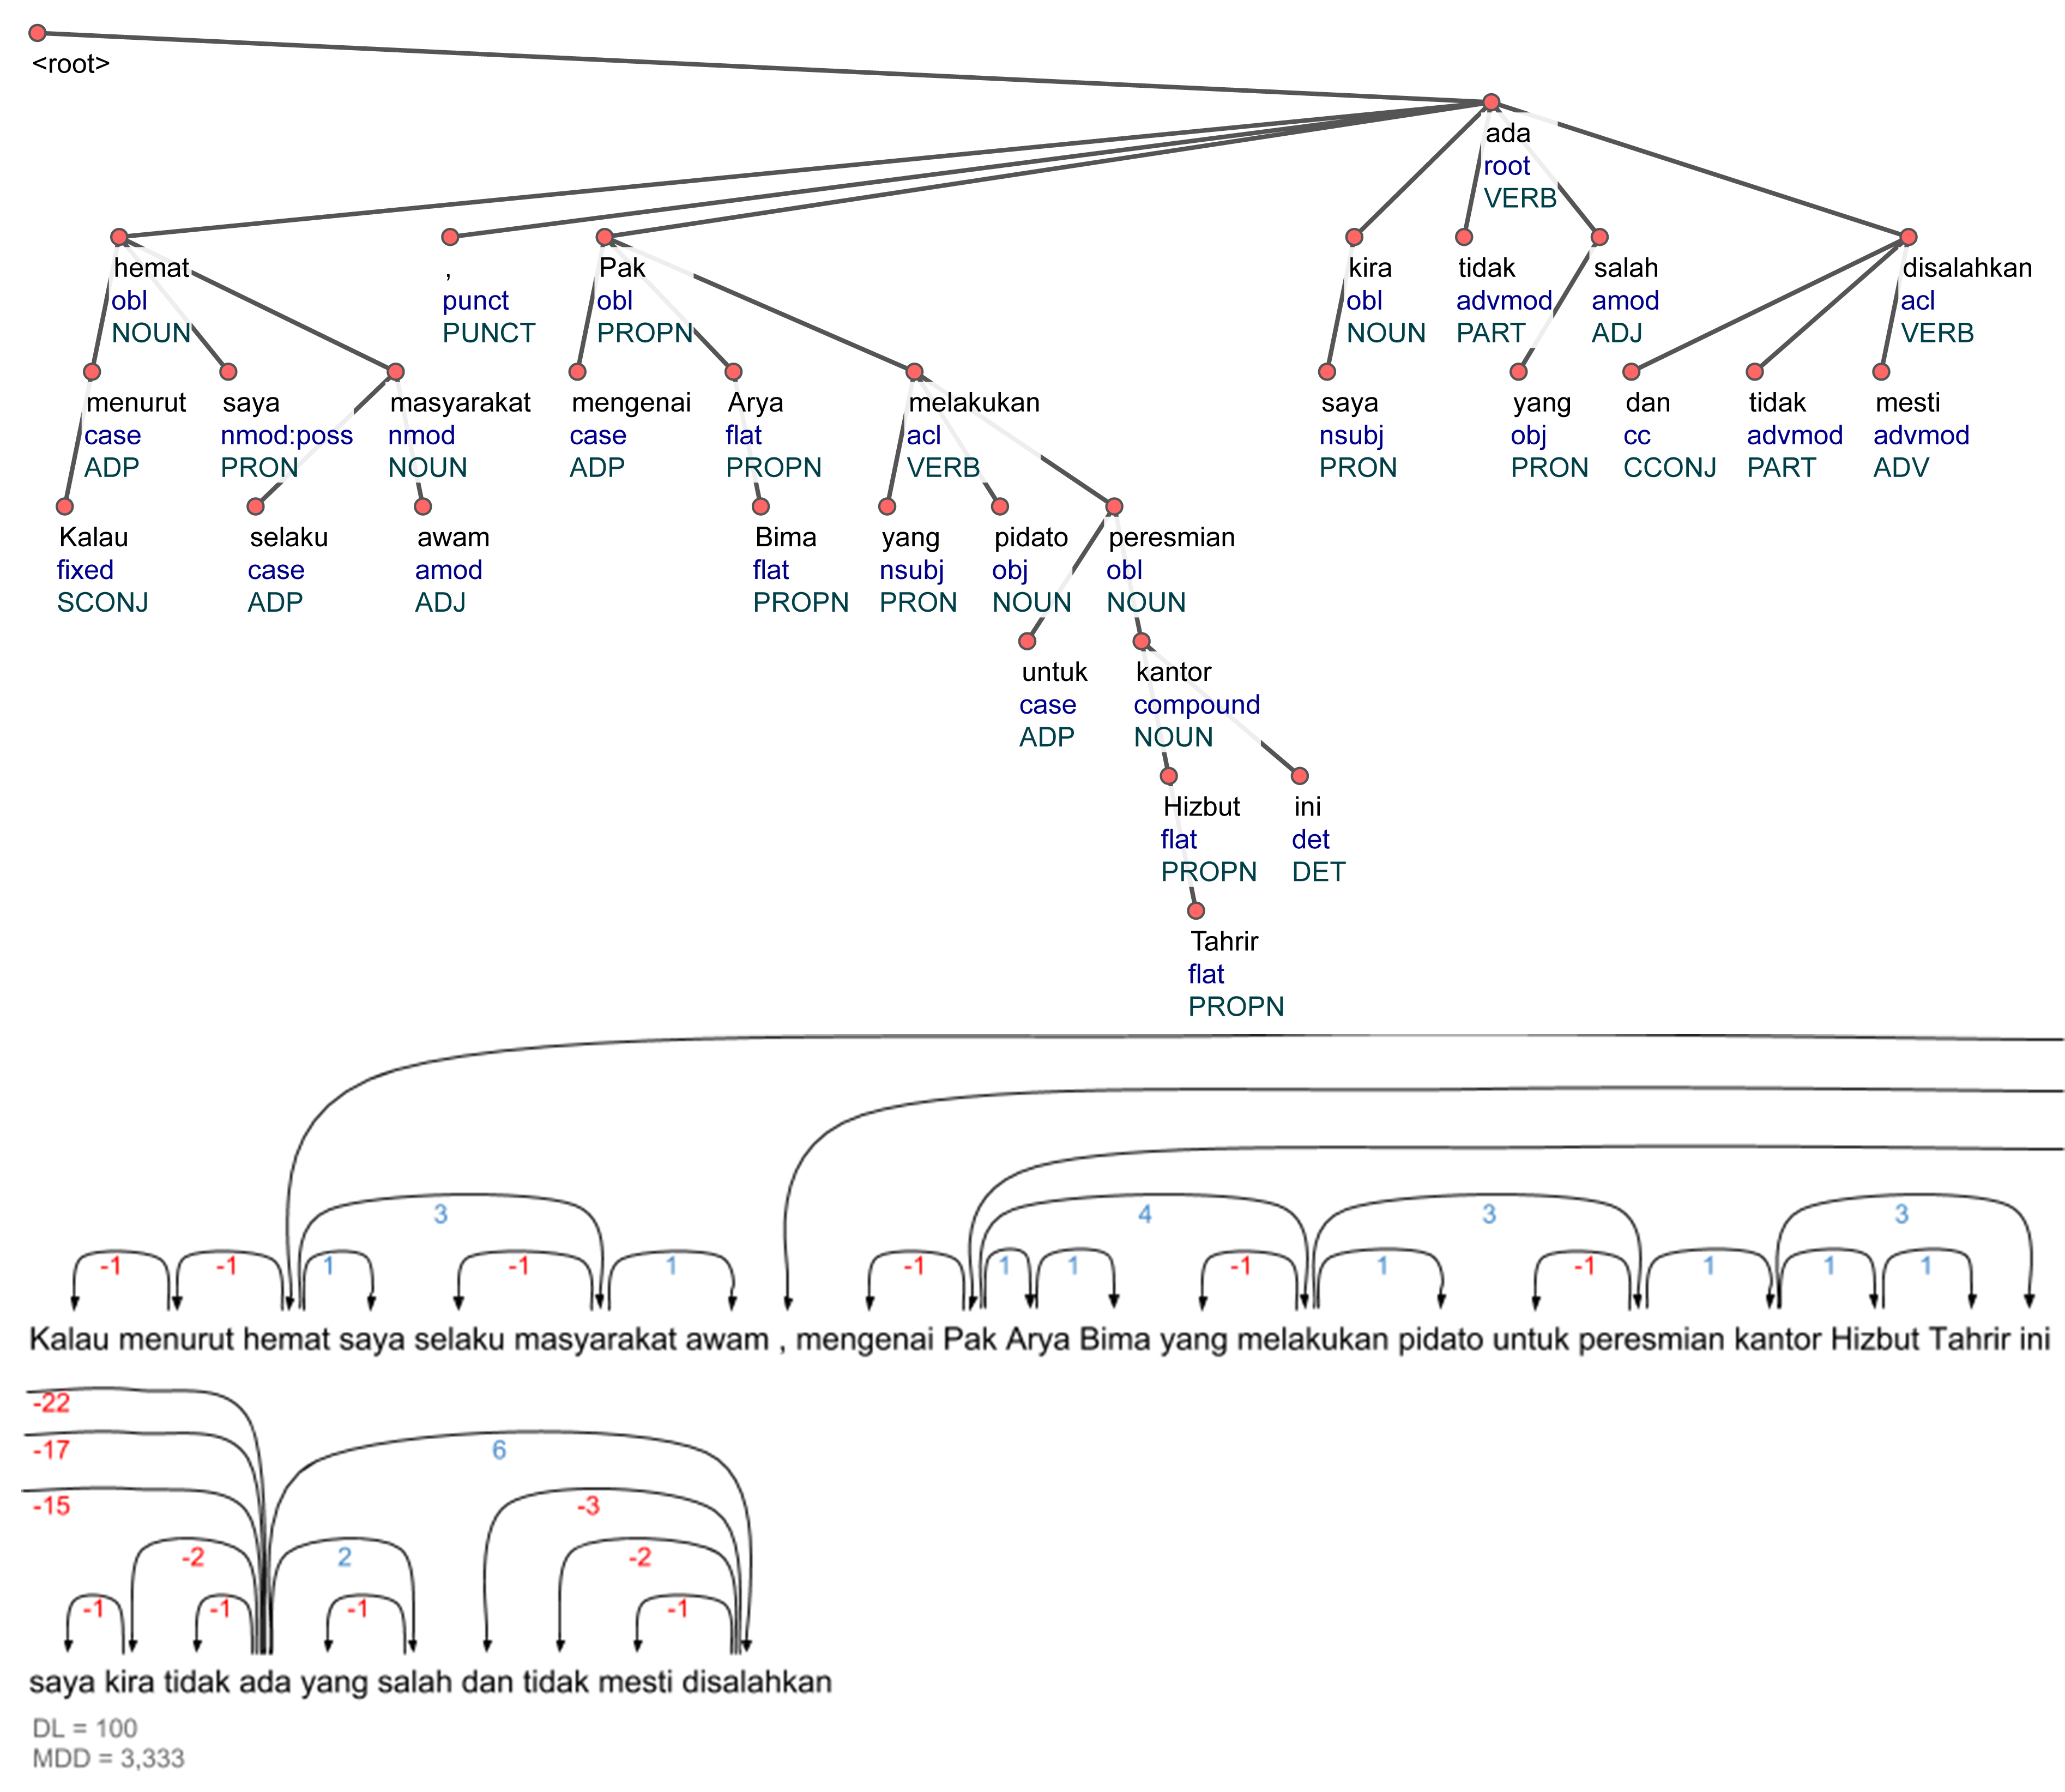 <root>
ada
root
VERB
hemat , Pak kira tidak salah disalahkan
obl punct obl obl advmod amod acl
NOUN PUNCT PROPN NOUN PART ADJ VERB
menurut saya masyarakat mengenai Arya melakukan saya yang dan tidak mesti
case nmod:poss nmod case flat acl nsubj obj cc advmod advmod
ADP PRON NOUN ADP PROPN VERB PRON PRON CCONJ PART ADV
Kalau selaku awam Bima yang pidato peresmian
fixed case amod flat nsubj obj obl
SCONJ ADP ADJ PROPN PRON NOUN NOUN
untuk kantor
case compound
ADP NOUN
Hizbut ini
flat det
PROPN DET
Tahrir
flat
PROPN
3 4 3 3
-1 -1 1 -1 1 -1 1 1 -1 1 -1 1 1 1
Kalau menurut hemat saya selaku masyarakat awam , mengenai Pak Arya Bima yang melakukan pidato untuk peresmian kantor Hizbut Tahrir ini
-22
-17 6
-15 -3
-2 2 -2
-1 -1 -1 -1
saya kira tidak ada yang salah dan tidak mesti disalahkan
DL = 100
MDD = 3,333